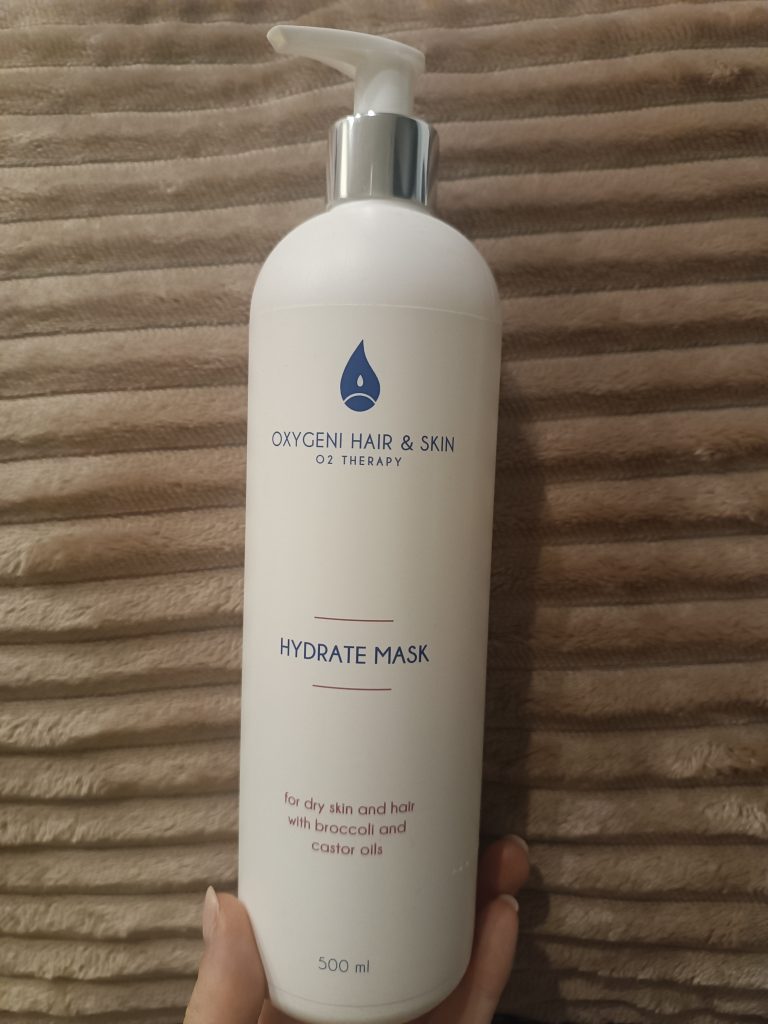 OXYGENI HAIR & SKIN
O2 THERAPY
HYDRATE MASK
for dry skin and hair
with broccoli and
castor oils
500 ml